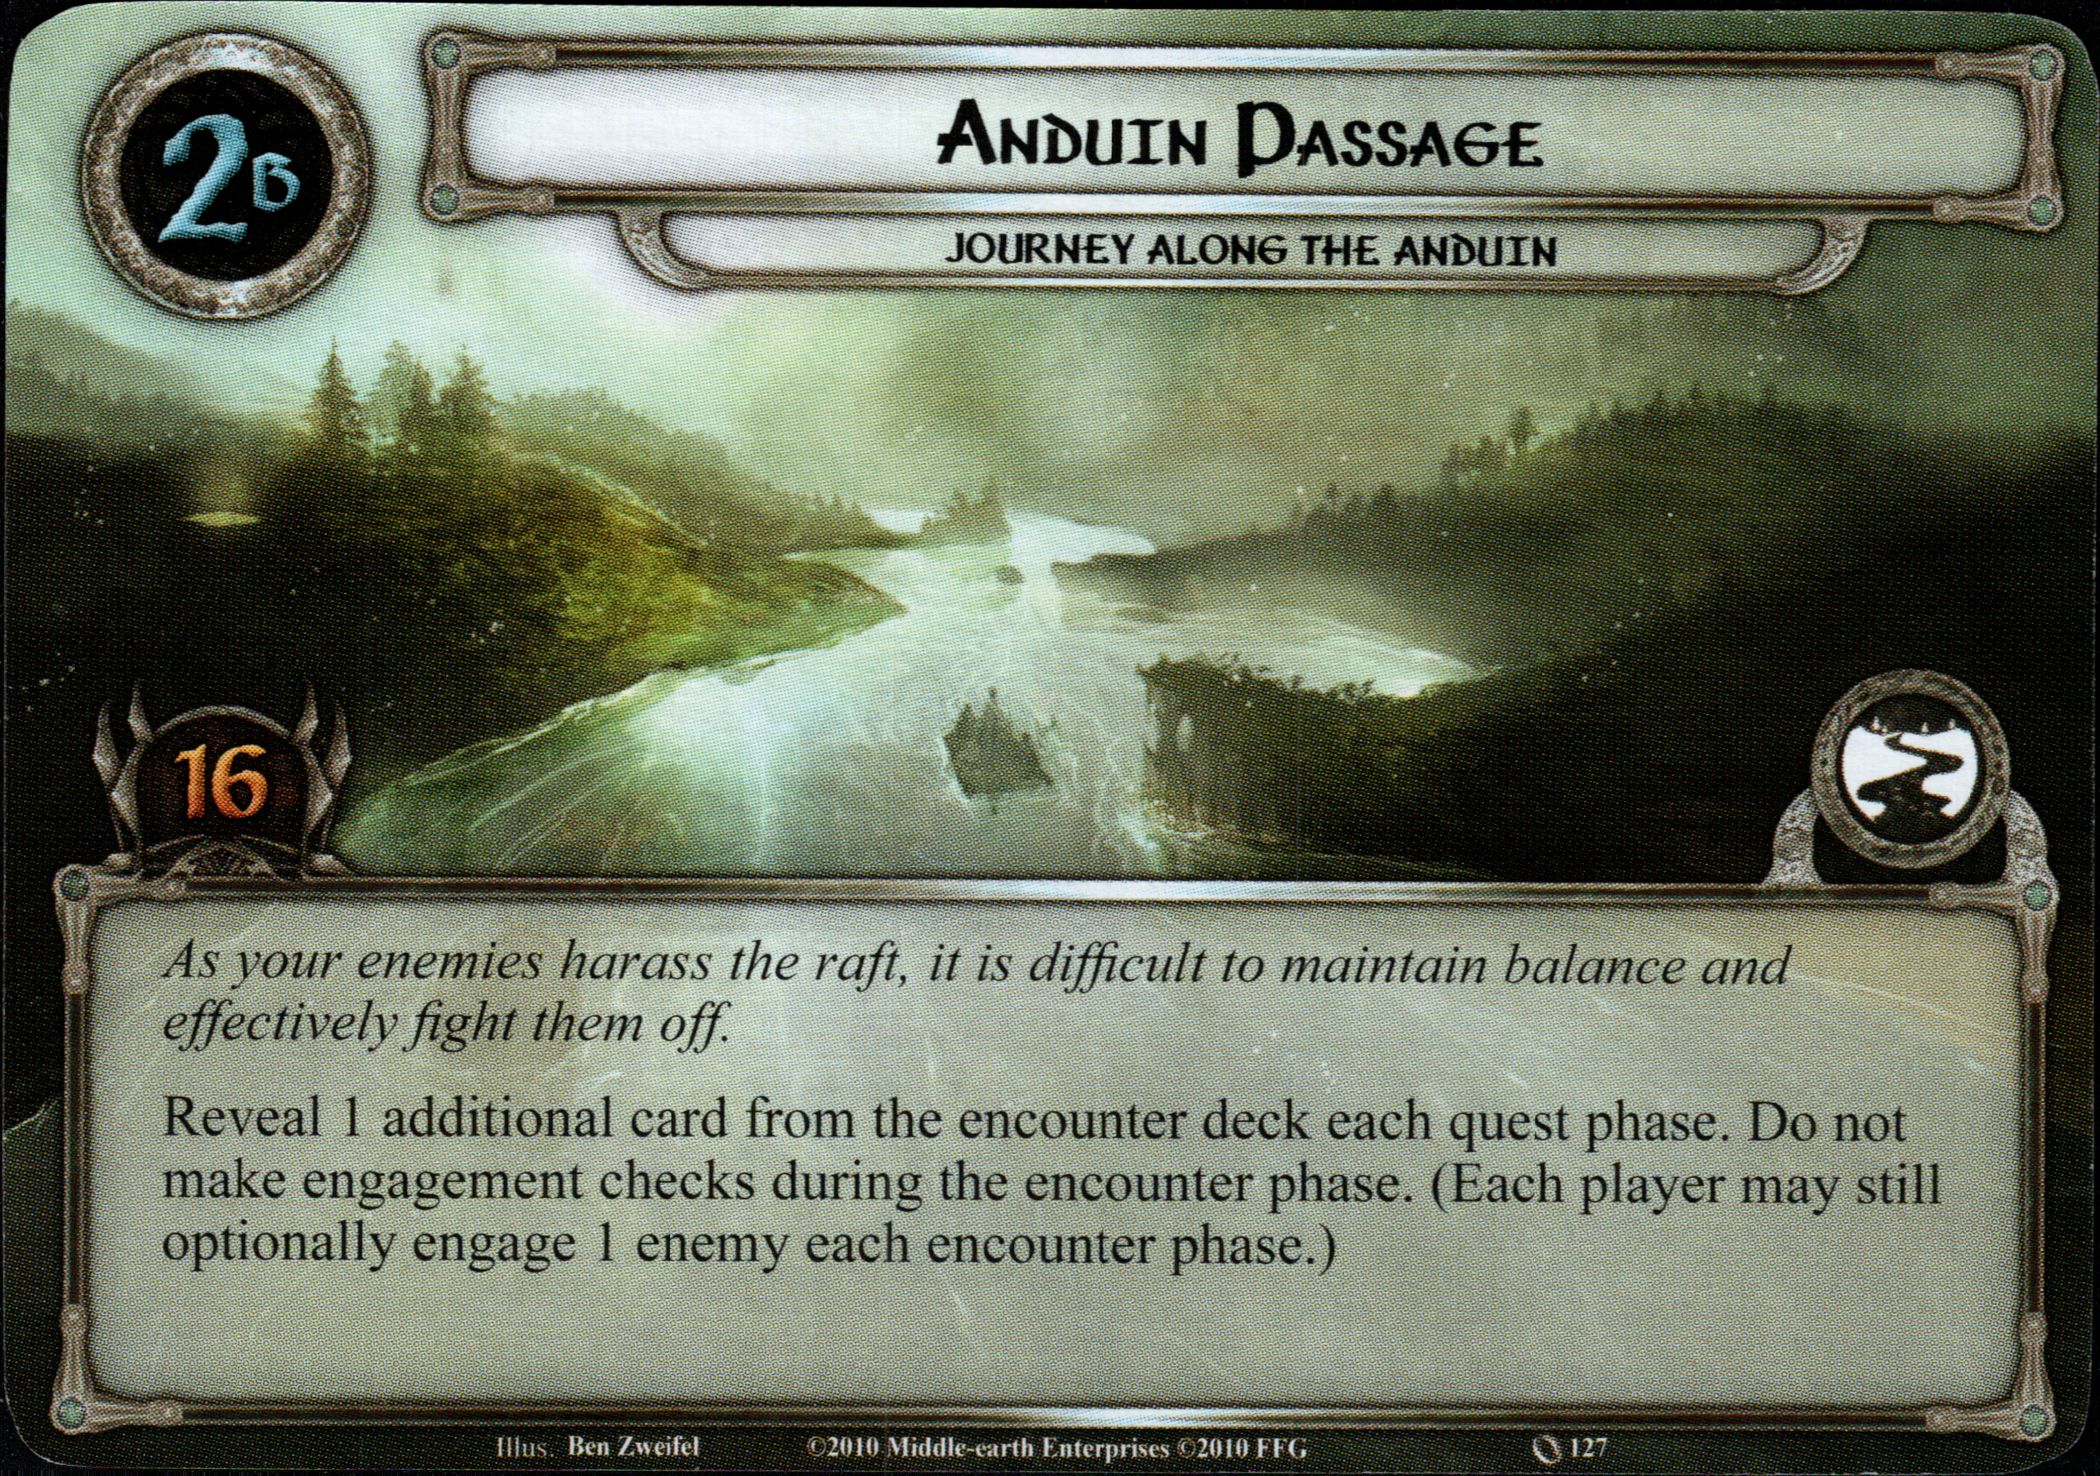 2B
ANDUIN PASSAGE
JOURNEY ALONG THE ANDUIN
16
As your enemies harass the raft, it is difficult to maintain balance and
effectively fight them off.
Reveal 1 additional card from the encounter deck each quest phase. Do not
make engagement checks during the encounter phase. (Each player may still
optionally engage 1 enemy each encounter phase.)
Illus. Ben Zweifel ©2010 Middle-earth Enterprises ©2010 FFG 127